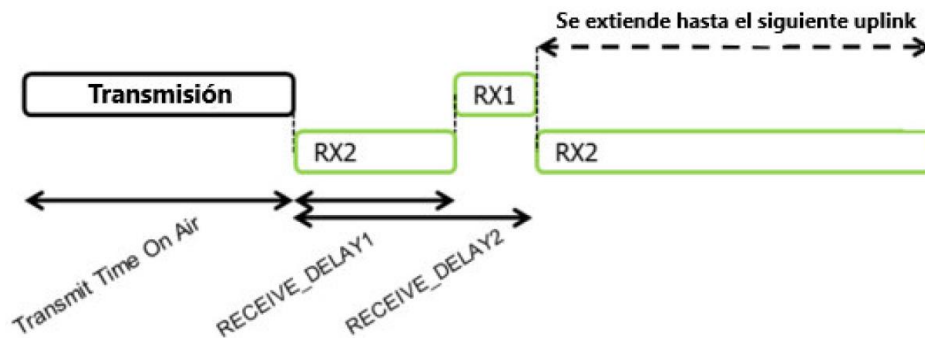 Se extiende hasta el siguiente uplink
Transmisión
RX1
RX2
RX2
Transmit Time On Air
RECEIVE_DELAY1
RECEIVE_DELAY2